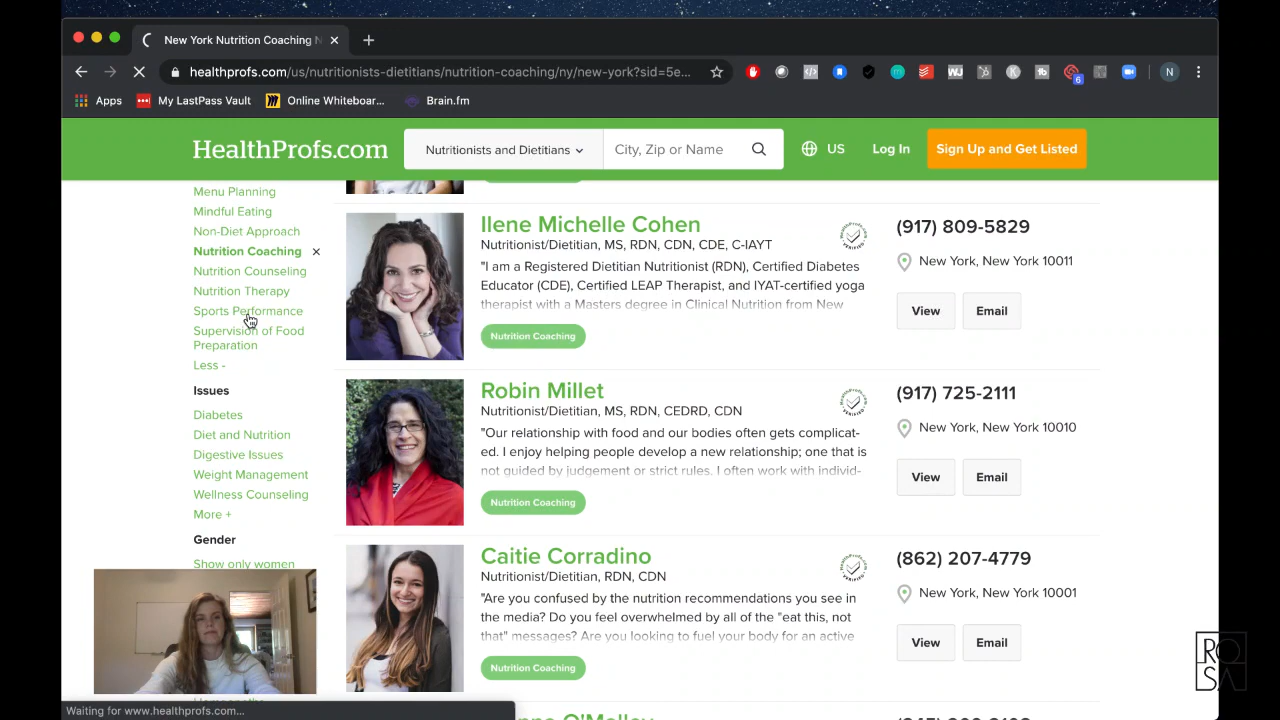 New York Nutrition Coaching N
healthprofs.com/us/nutritionists-dietitians/nutrition-coaching/ny/new-york?sid=5e...
6
N
Apps
My LastPass Vault
Online Whiteboar...
Brain.fm
HealthProfs.com
Nutritionists and Dietitians
City, Zip or Name
US
Log In
Sign Up and Get Listed
Menu Planning
Mindful Eating
Non-Diet Approach
Nutrition Coaching
Nutrition Counseling
Nutrition Therapy
Sports Performance
Supervision of Food
Preparation
Less -
Issues
Diabetes
Diet and Nutrition
Digestive Issues
Weight Management
Wellness Counseling
More +
Gender
Show only women
Ilene Michelle Cohen
Nutritionist/Dietitian, MS, RDN, CDN, CDE, C-IAYT
"I am a Registered Dietitian Nutritionist (RDN), Certified Diabetes
Educator (CDE), Certified LEAP Therapist, and IYAT-certified yoga
therapist with a Masters degree in Clinical Nutrition from New
Nutrition Coaching
(917) 809-5829
New York, New York 10011
View
Email
Robin Millet
Nutritionist/Dietitian, MS, RDN, CEDRD, CDN
"Our relationship with food and our bodies often gets complicat-
ed. I enjoy helping people develop a new relationship; one that is
not guided by judgement or strict rules. I often work with individ-
Nutrition Coaching
(917) 725-2111
New York, New York 10010
View
Email
Caitie Corradino
Nutritionist/Dietitian, RDN, CDN
"Are you confused by the nutrition recommendations you see in
the media? Do you feel overwhelmed by all of the "eat this, not
that" messages? Are you looking to fuel your body for an active
Nutrition Coaching
(862) 207-4779
New York, New York 10001
View
Email
Waiting for www.healthprofs.com...
ROSA